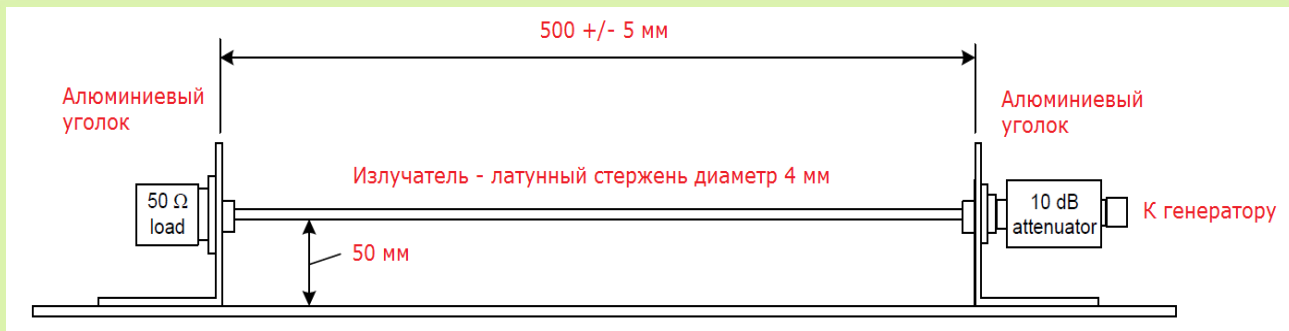 500 +/- 5 мм
Алюминиевый
уголок
Алюминиевый
уголок
Излучатель - латунный стержень диаметр 4 мм
50 Ω
load
10 dB
attenuator
К генератору
50 мм